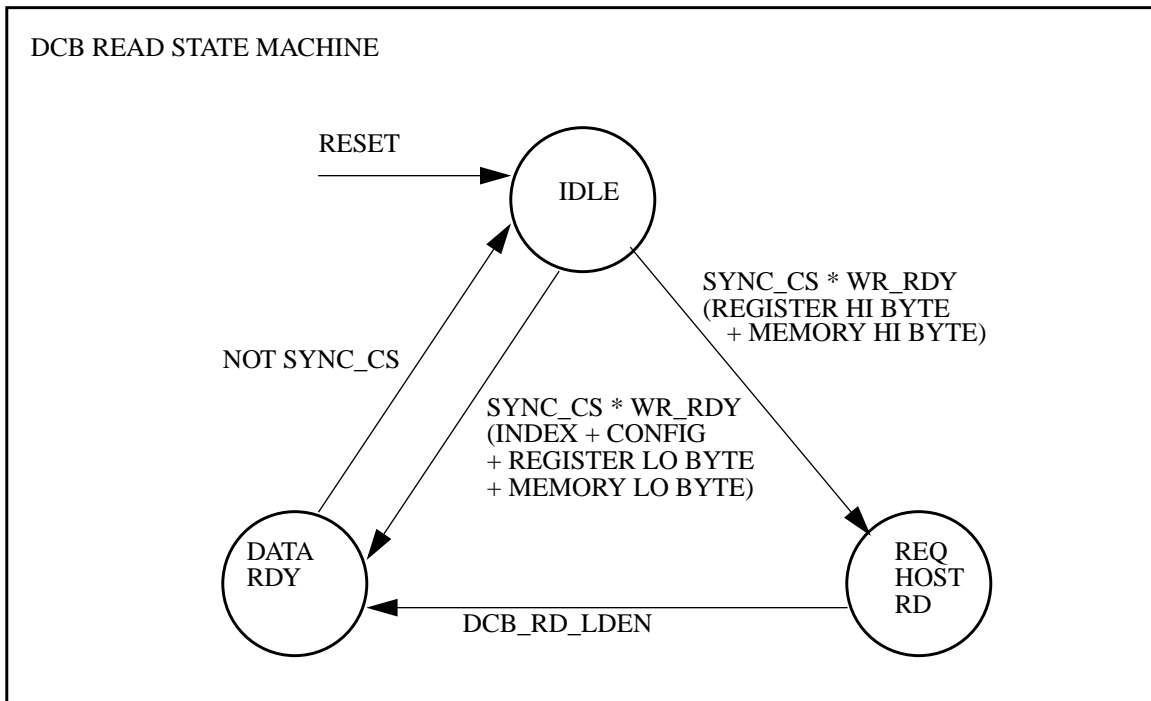 DCB READ STATE MACHINE
RESET
IDLE
SYNC_CS * WR_RDY
(REGISTER HI BYTE
+ MEMORY HI BYTE)
NOT SYNC_CS
SYNC_CS * WR_RDY
(INDEX + CONFIG
+ REGISTER LO BYTE
+ MEMORY LO BYTE)
DATA
RDY
REQ
HOST
RD
DCB_RD_LDEN